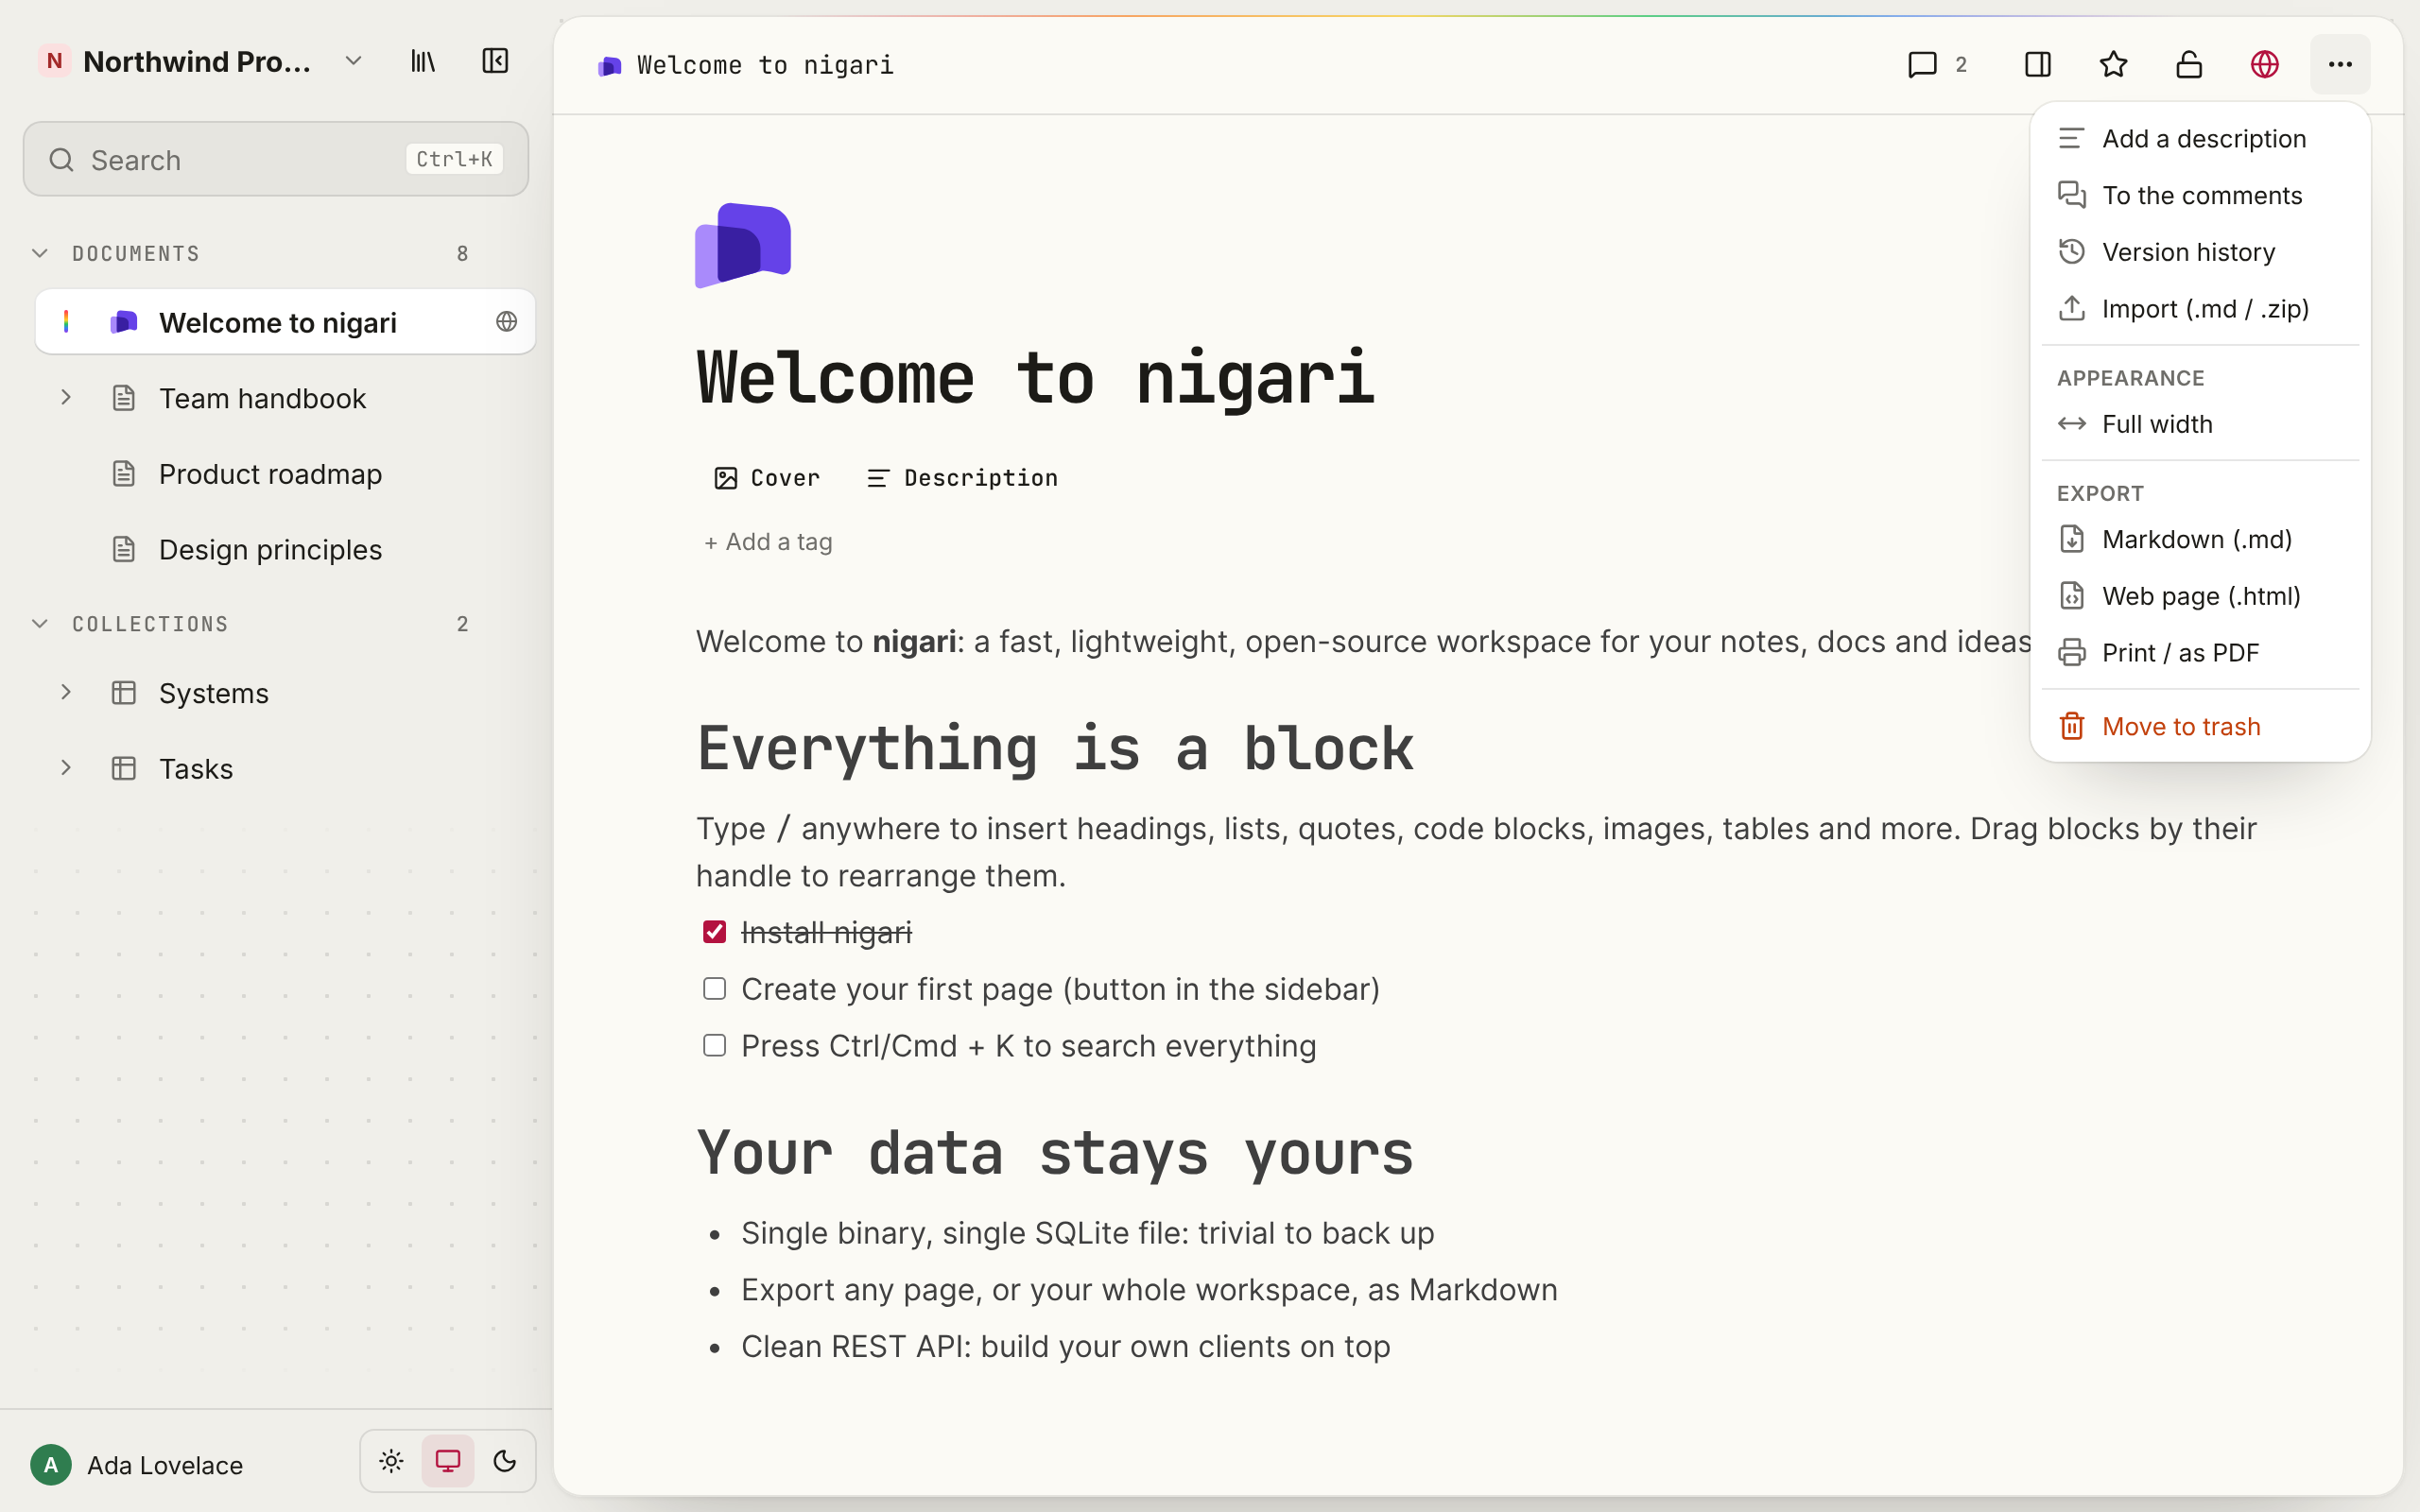 N Northwind Pro...
Search Ctrl+K
DOCUMENTS 8
Welcome to nigari
Team handbook
Product roadmap
Design principles
COLLECTIONS 2
Systems
Tasks
A Ada Lovelace
Welcome to nigari
2
Add a description
To the comments
Version history
Import (.md / .zip)
APPEARANCE
Full width
EXPORT
Markdown (.md)
Web page (.html)
Print / as PDF
Move to trash
Welcome to nigari
Cover Description
+ Add a tag
Welcome to nigari: a fast, lightweight, open-source workspace for your notes, docs and ideas
Everything is a block
Type / anywhere to insert headings, lists, quotes, code blocks, images, tables and more. Drag blocks by their
handle to rearrange them.
Install nigari
Create your first page (button in the sidebar)
Press Ctrl/Cmd + K to search everything
Your data stays yours
• Single binary, single SQLite file: trivial to back up
• Export any page, or your whole workspace, as Markdown
• Clean REST API: build your own clients on top